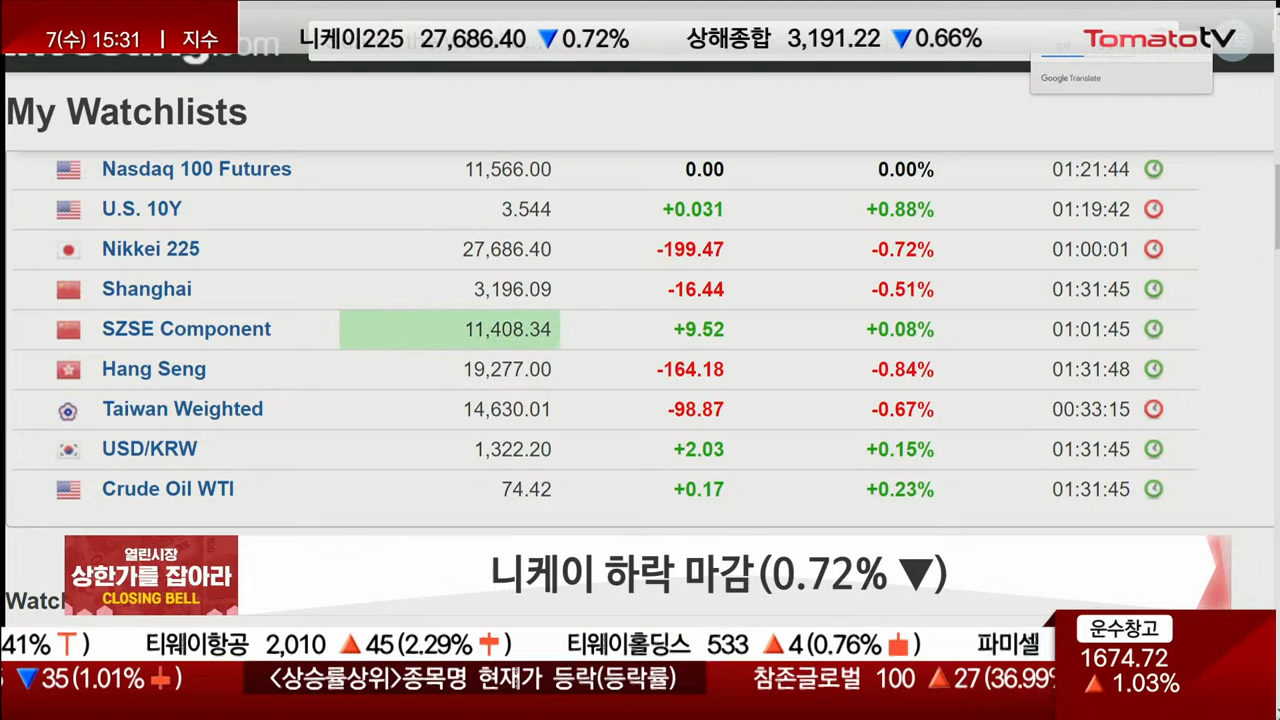 7(수) 15:31 | 지수
니케이225 27,686.40 ▼0.72% 상해종합 3,191.22 ▼0.66%
TomatotV
.com
Google Translate
My Watchlists
Nasdaq 100 Futures 11,566.00 0.00 0.00% 01:21:44
U.S. 10Y 3.544 +0.031 +0.88% 01:19:42
Nikkei 225 27,686.40 -199.47 -0.72% 01:00:01
Shanghai 3,196.09 -16.44 -0.51% 01:31:45
SZSE Component 11,408.34 +9.52 +0.08% 01:01:45
Hang Seng 19,277.00 -164.18 -0.84% 01:31:48
Taiwan Weighted 14,630.01 -98.87 -0.67% 00:33:15
USD/KRW 1,322.20 +2.03 +0.15% 01:31:45
Crude Oil WTI 74.42 +0.17 +0.23% 01:31:45
열린시장
상한가를 잡아라
CLOSING BELL
니케이 하락 마감(0.72% ▼)
Watch
41% ) 티웨이항공 2,010 ▲45(2.29% ) 티웨이홀딩스 533 ▲4(0.76% ) 파미셀
▼35(1.01% ) <상승률상위>종목명 현재가 등락(등락률) 참존글로벌 100 ▲27(36.99%
운수창고
1674.72
▲ 1.03%